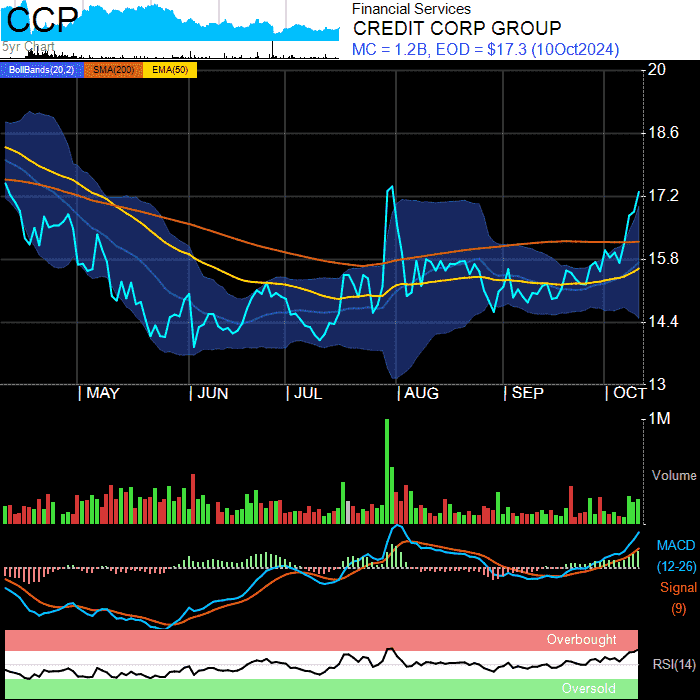 CCP
5yr Chart
Financial Services
CREDIT CORP GROUP
MC = 1.2B, EOD = $17.3 (10Oct2024)
BollBands(20,2) SMA(200) EMA(50)
20
18.6
17.2
15.8
14.4
13
| MAY | JUN | JUL | AUG | SEP | OCT
1M
Volume
MACD
(12-26)
Signal
(9)
Overbought
RSI(14)
Oversold